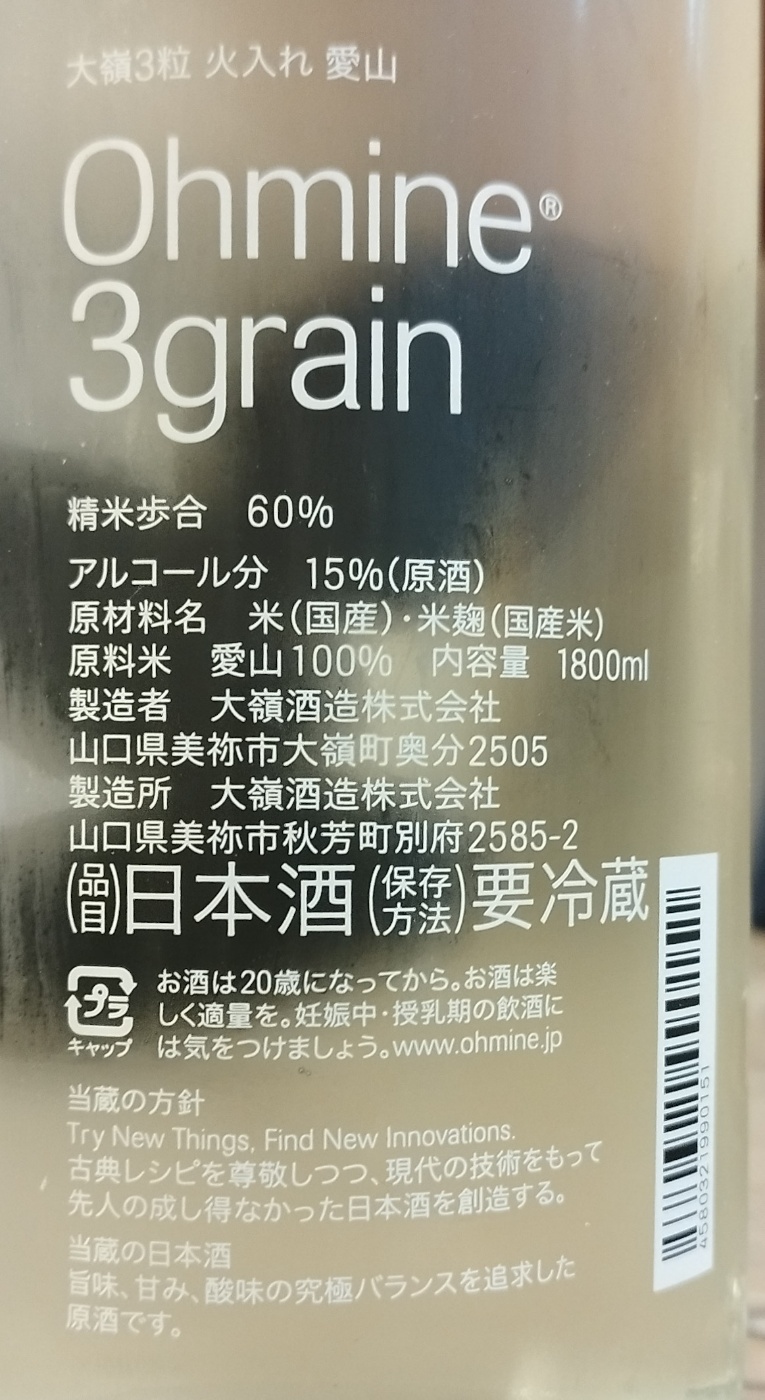 大嶺3粒 火入れ 愛山
Ohmine®
3grain
精米歩合 60%
アルコール分 15%(原酒)
原材料名 米(国産)・米麹(国産米)
原料米 愛山100% 内容量 1800ml
製造者 大嶺酒造株式会社
山口県美祢市大嶺町奥分2505
製造所 大嶺酒造株式会社
山口県美祢市秋芳町別府2585-2
(品目)日本酒(保存方法)要冷蔵
プラ
キャップ
お酒は20歳になってから。お酒は楽
しく適量を。妊娠中・授乳期の飲酒に
は気をつけましょう。www.ohmine.jp
当蔵の方針
Try New Things, Find New Innovations.
古典レシピを尊敬しつつ、現代の技術をもって
先人の成し得なかった日本酒を創造する。
当蔵の日本酒
旨味、甘み、酸味の究極バランスを追求した
原酒です。
4580321990151